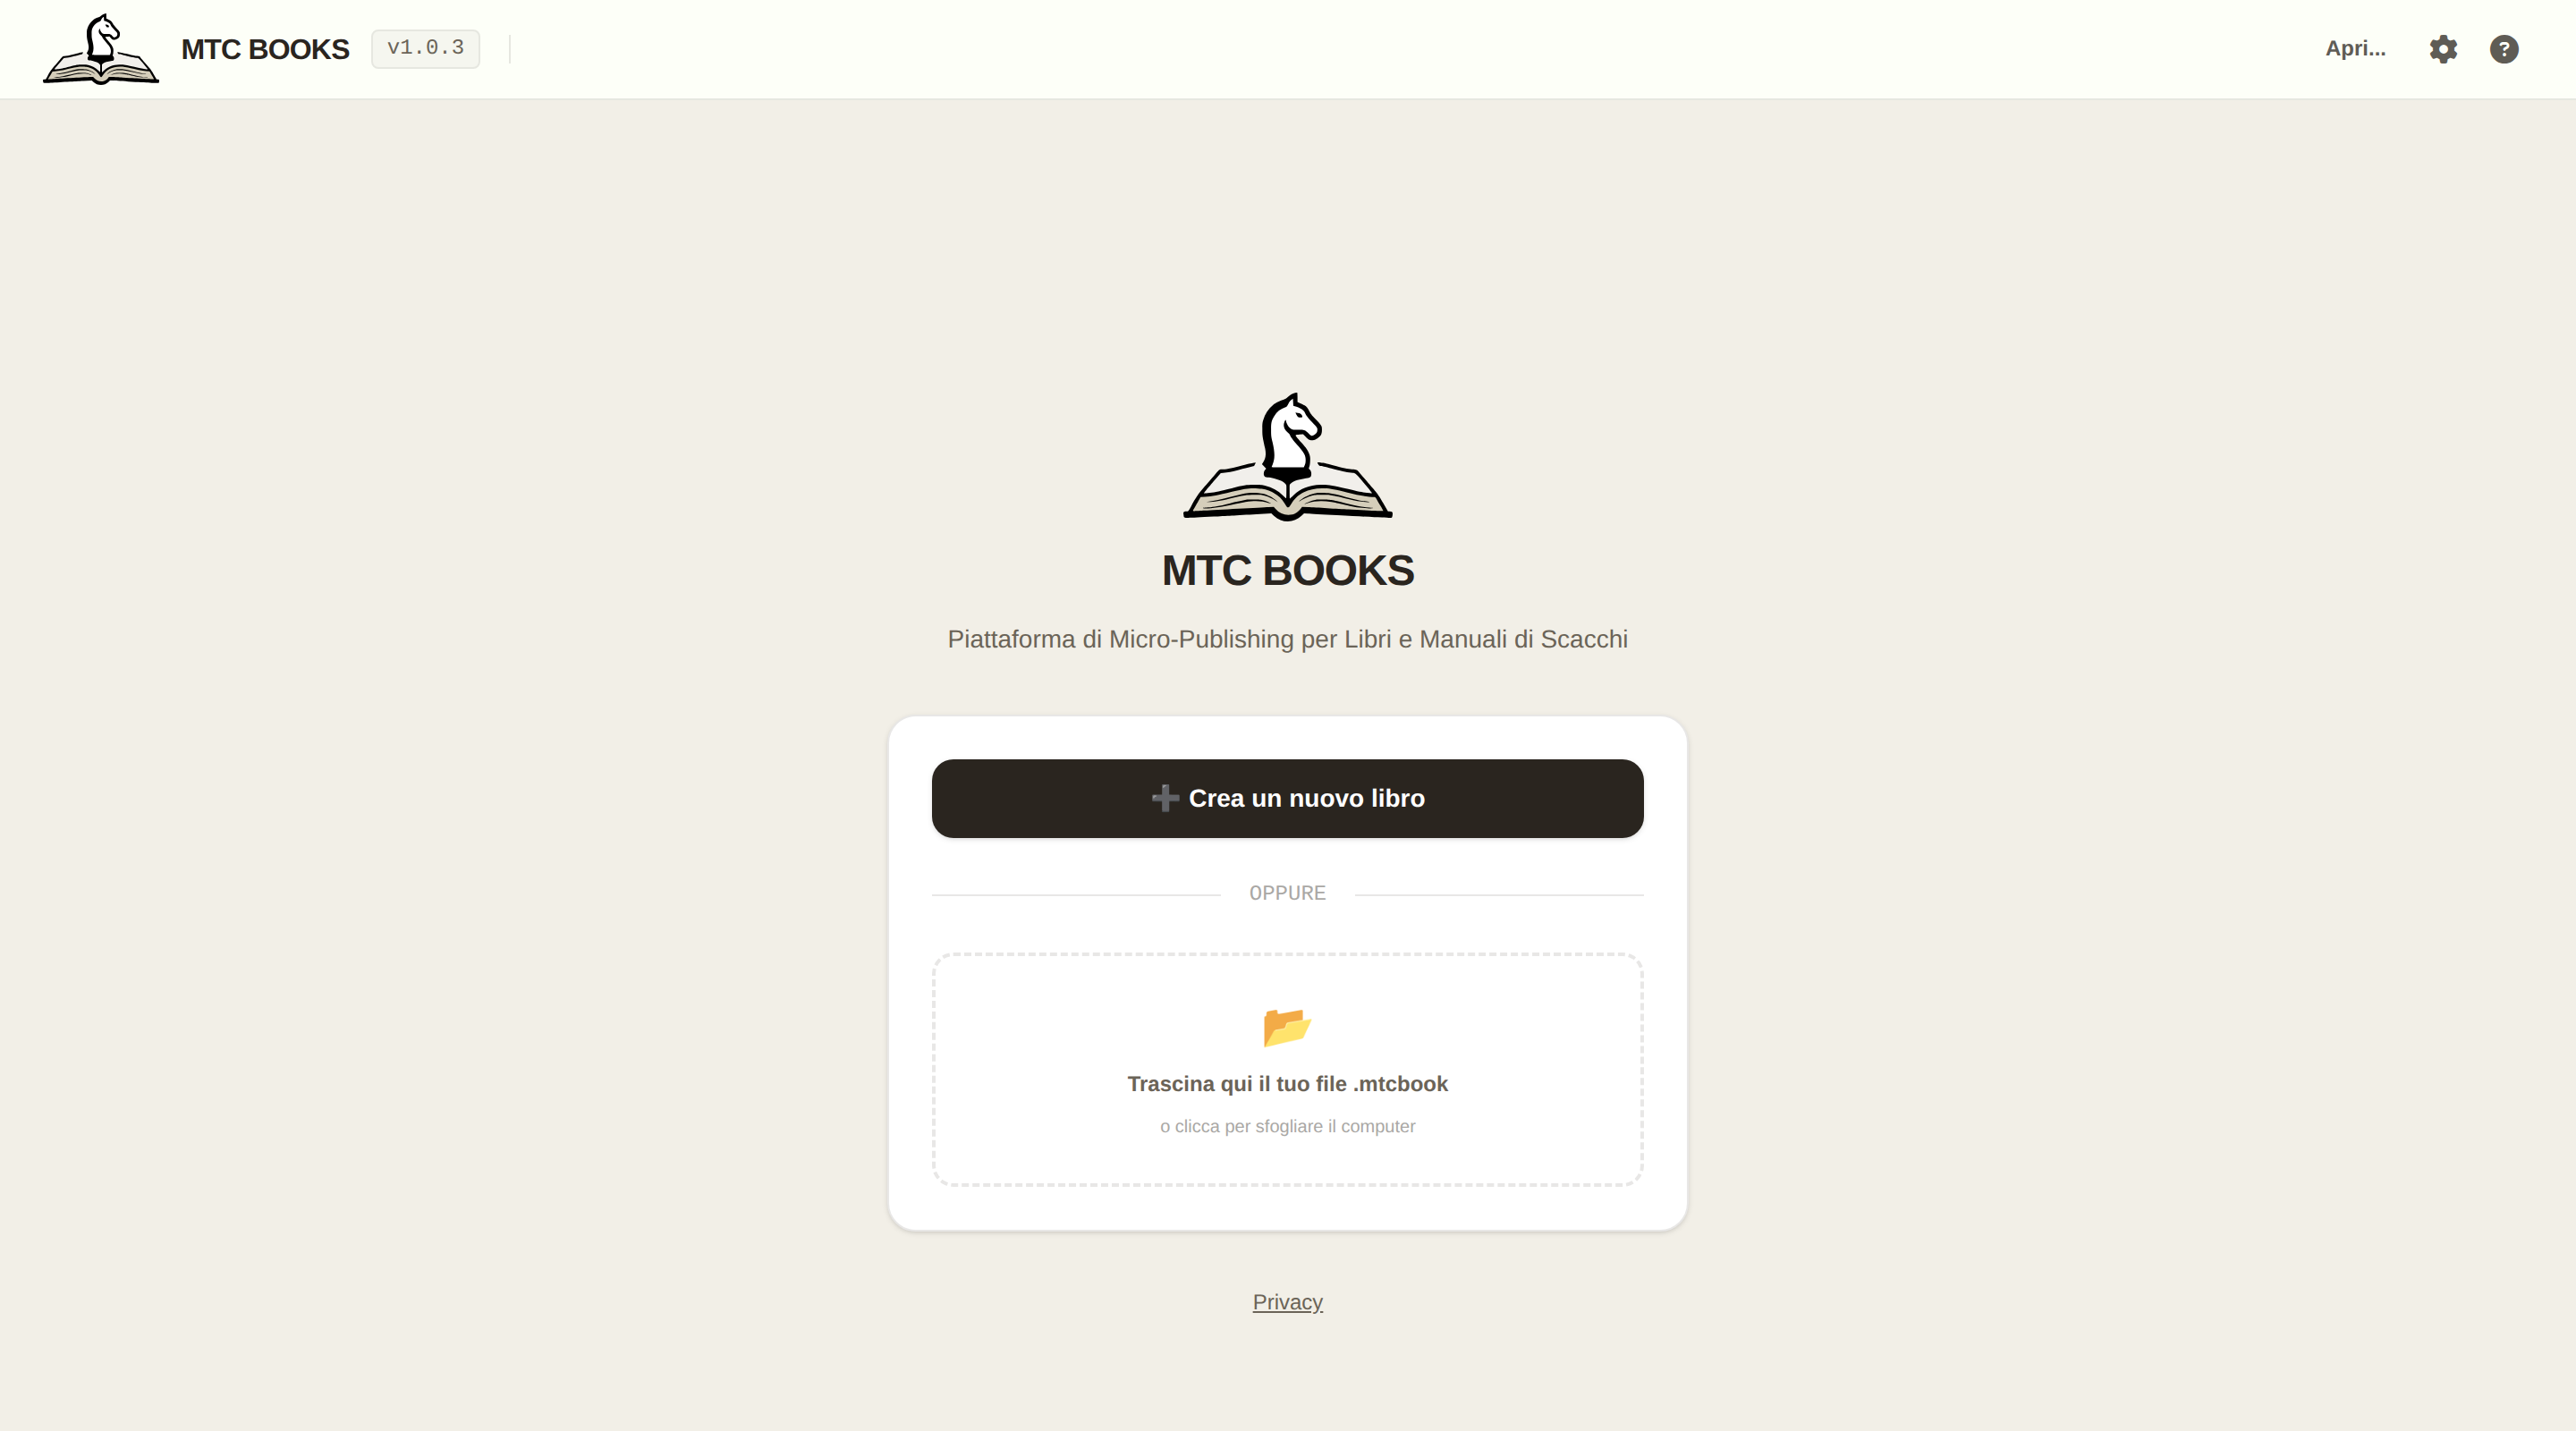 MTC BOOKS v1.0.3 Apri...
MTC BOOKS
Piattaforma di Micro-Publishing per Libri e Manuali di Scacchi
➕ Crea un nuovo libro
OPPURE
Trascina qui il tuo file .mtcbook
o clicca per sfogliare il computer
Privacy